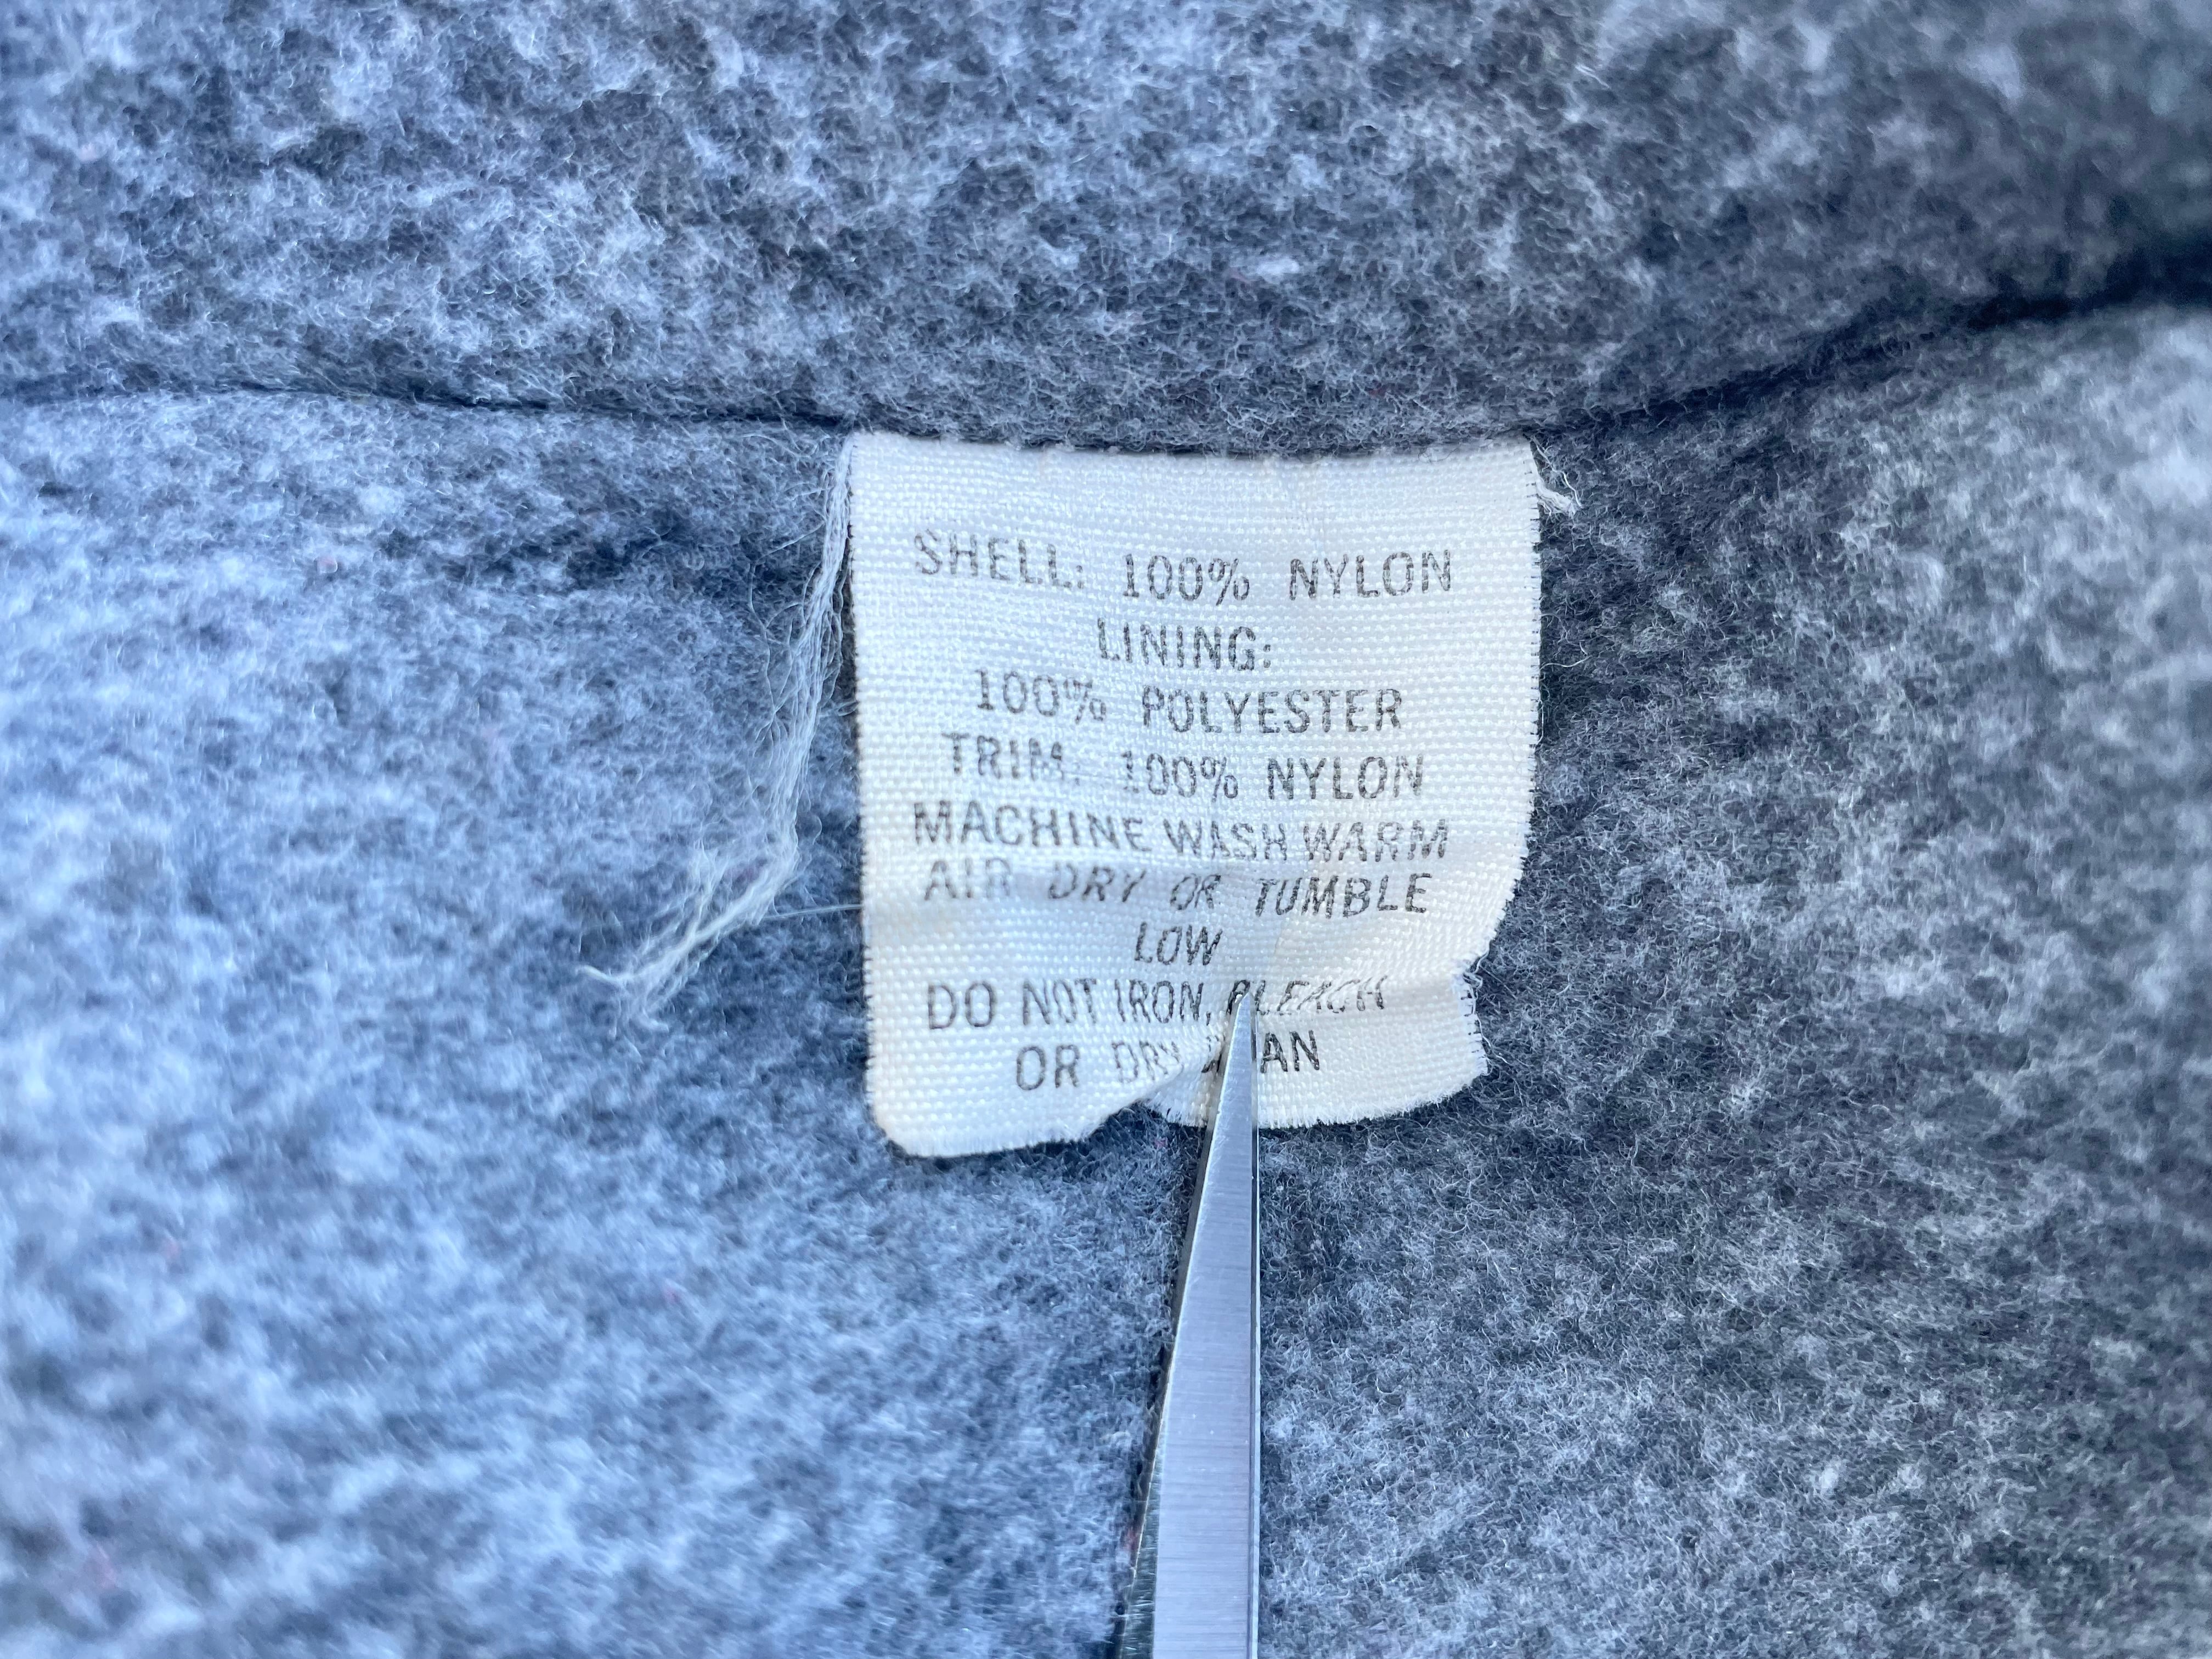 SHELL: 100% NYLON
LINING:
100% POLYESTER
TRIM: 100% NYLON
MACHINE WASH WARM
AIR DRY OR TUMBLE
LOW
DO NOT IRON, BLEACH
OR DRY